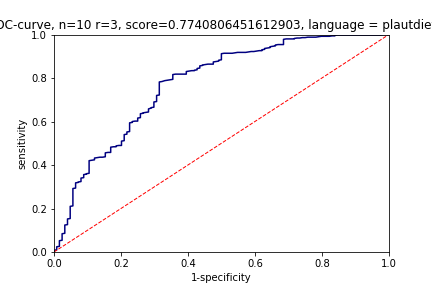 OC-curve, n=10 r=3, score=0.7740806451612903, language = plautdie
1.0
0.8
0.6
0.4
0.2
0.0
sensitivity
0.0 0.2 0.4 0.6 0.8 1.0
1-specificity